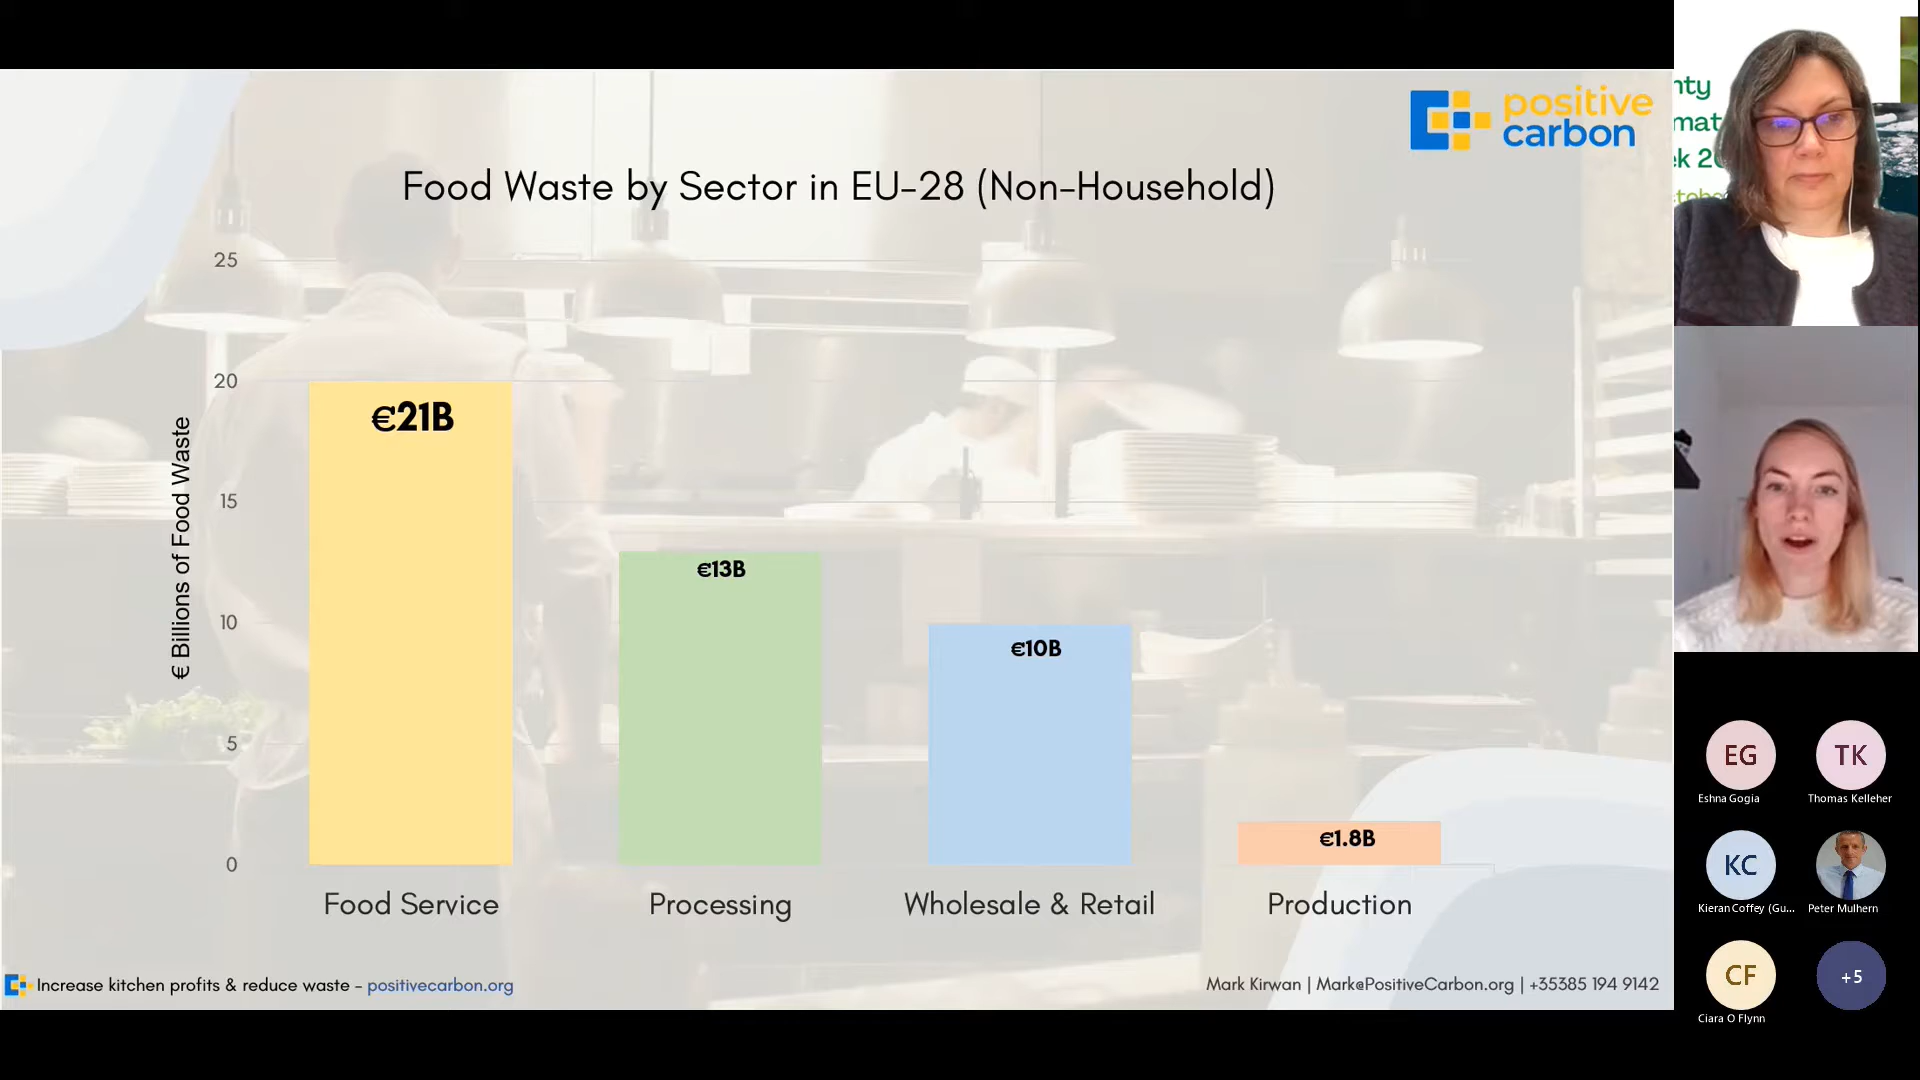 positive
carbon
Food Waste by Sector in EU-28 (Non-Household)
€ Billions of Food Waste
25
20
15
10
5
0
€21B
€13B
€10B
€1.8B
Food Service
Processing
Wholesale & Retail
Production
Increase kitchen profits & reduce waste - positivecarbon.org
Mark Kirwan | Mark@PositiveCarbon.org | +35385 194 9142
EG
Eshna Gogia
TK
Thomas Kelleher
KC
Kieran Coffey (Gu...
Peter Mulhern
CF
Ciara O Flynn
+5